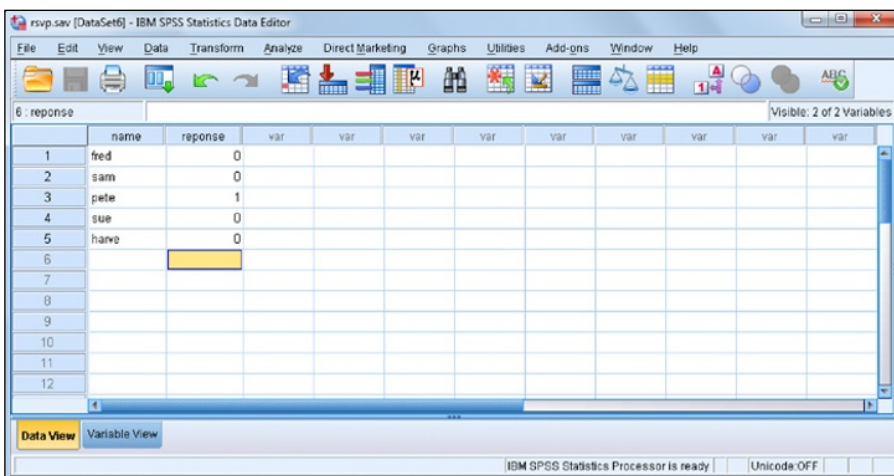 rsvp.sav [DataSet6] - IBM SPSS Statistics Data Editor
File Edit View Data Transform Analyze Direct Marketing Graphs Utilities Add-ons Window Help
6 : reponse Visible: 2 of 2 Variables
name reponse var var var var var var var var var
1 fred 0
2 sam 0
3 pete 1
4 sue 0
5 harve 0
6
7
8
9
10
11
12
Data View Variable View
IBM SPSS Statistics Processor is ready Unicode:OFF